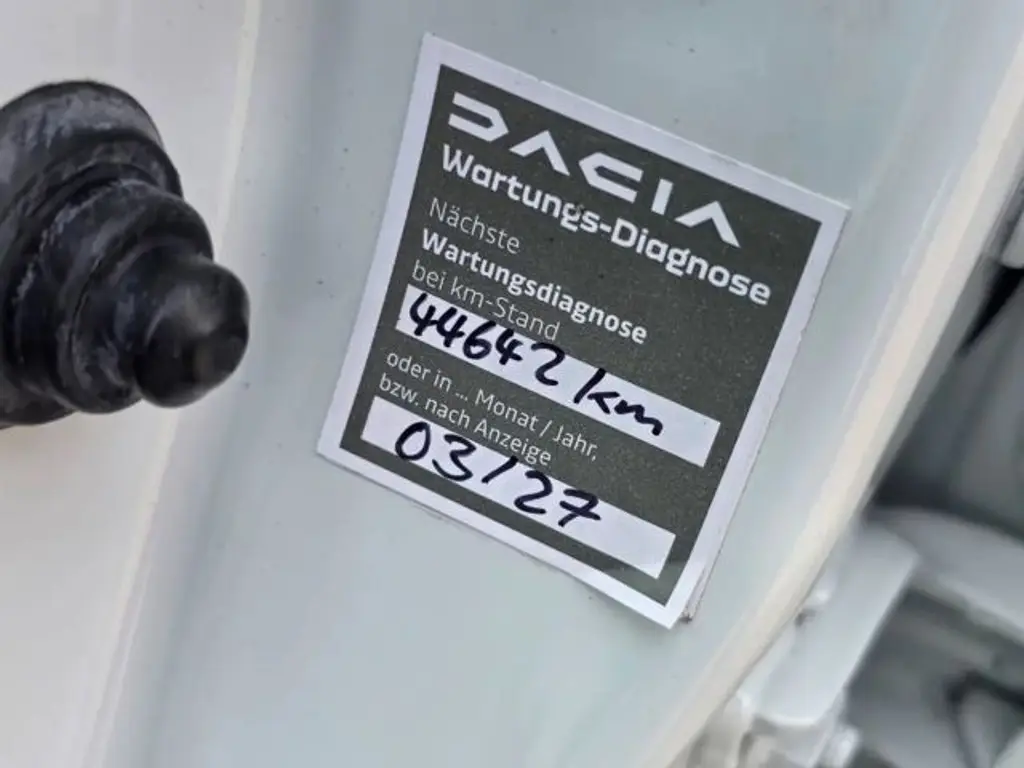 DACIA
Wartungs-Diagnose
Nächste
Wartungsdiagnose
bei km-Stand
44642 km
oder in ... Monat / Jahr,
bzw. nach Anzeige
03/27